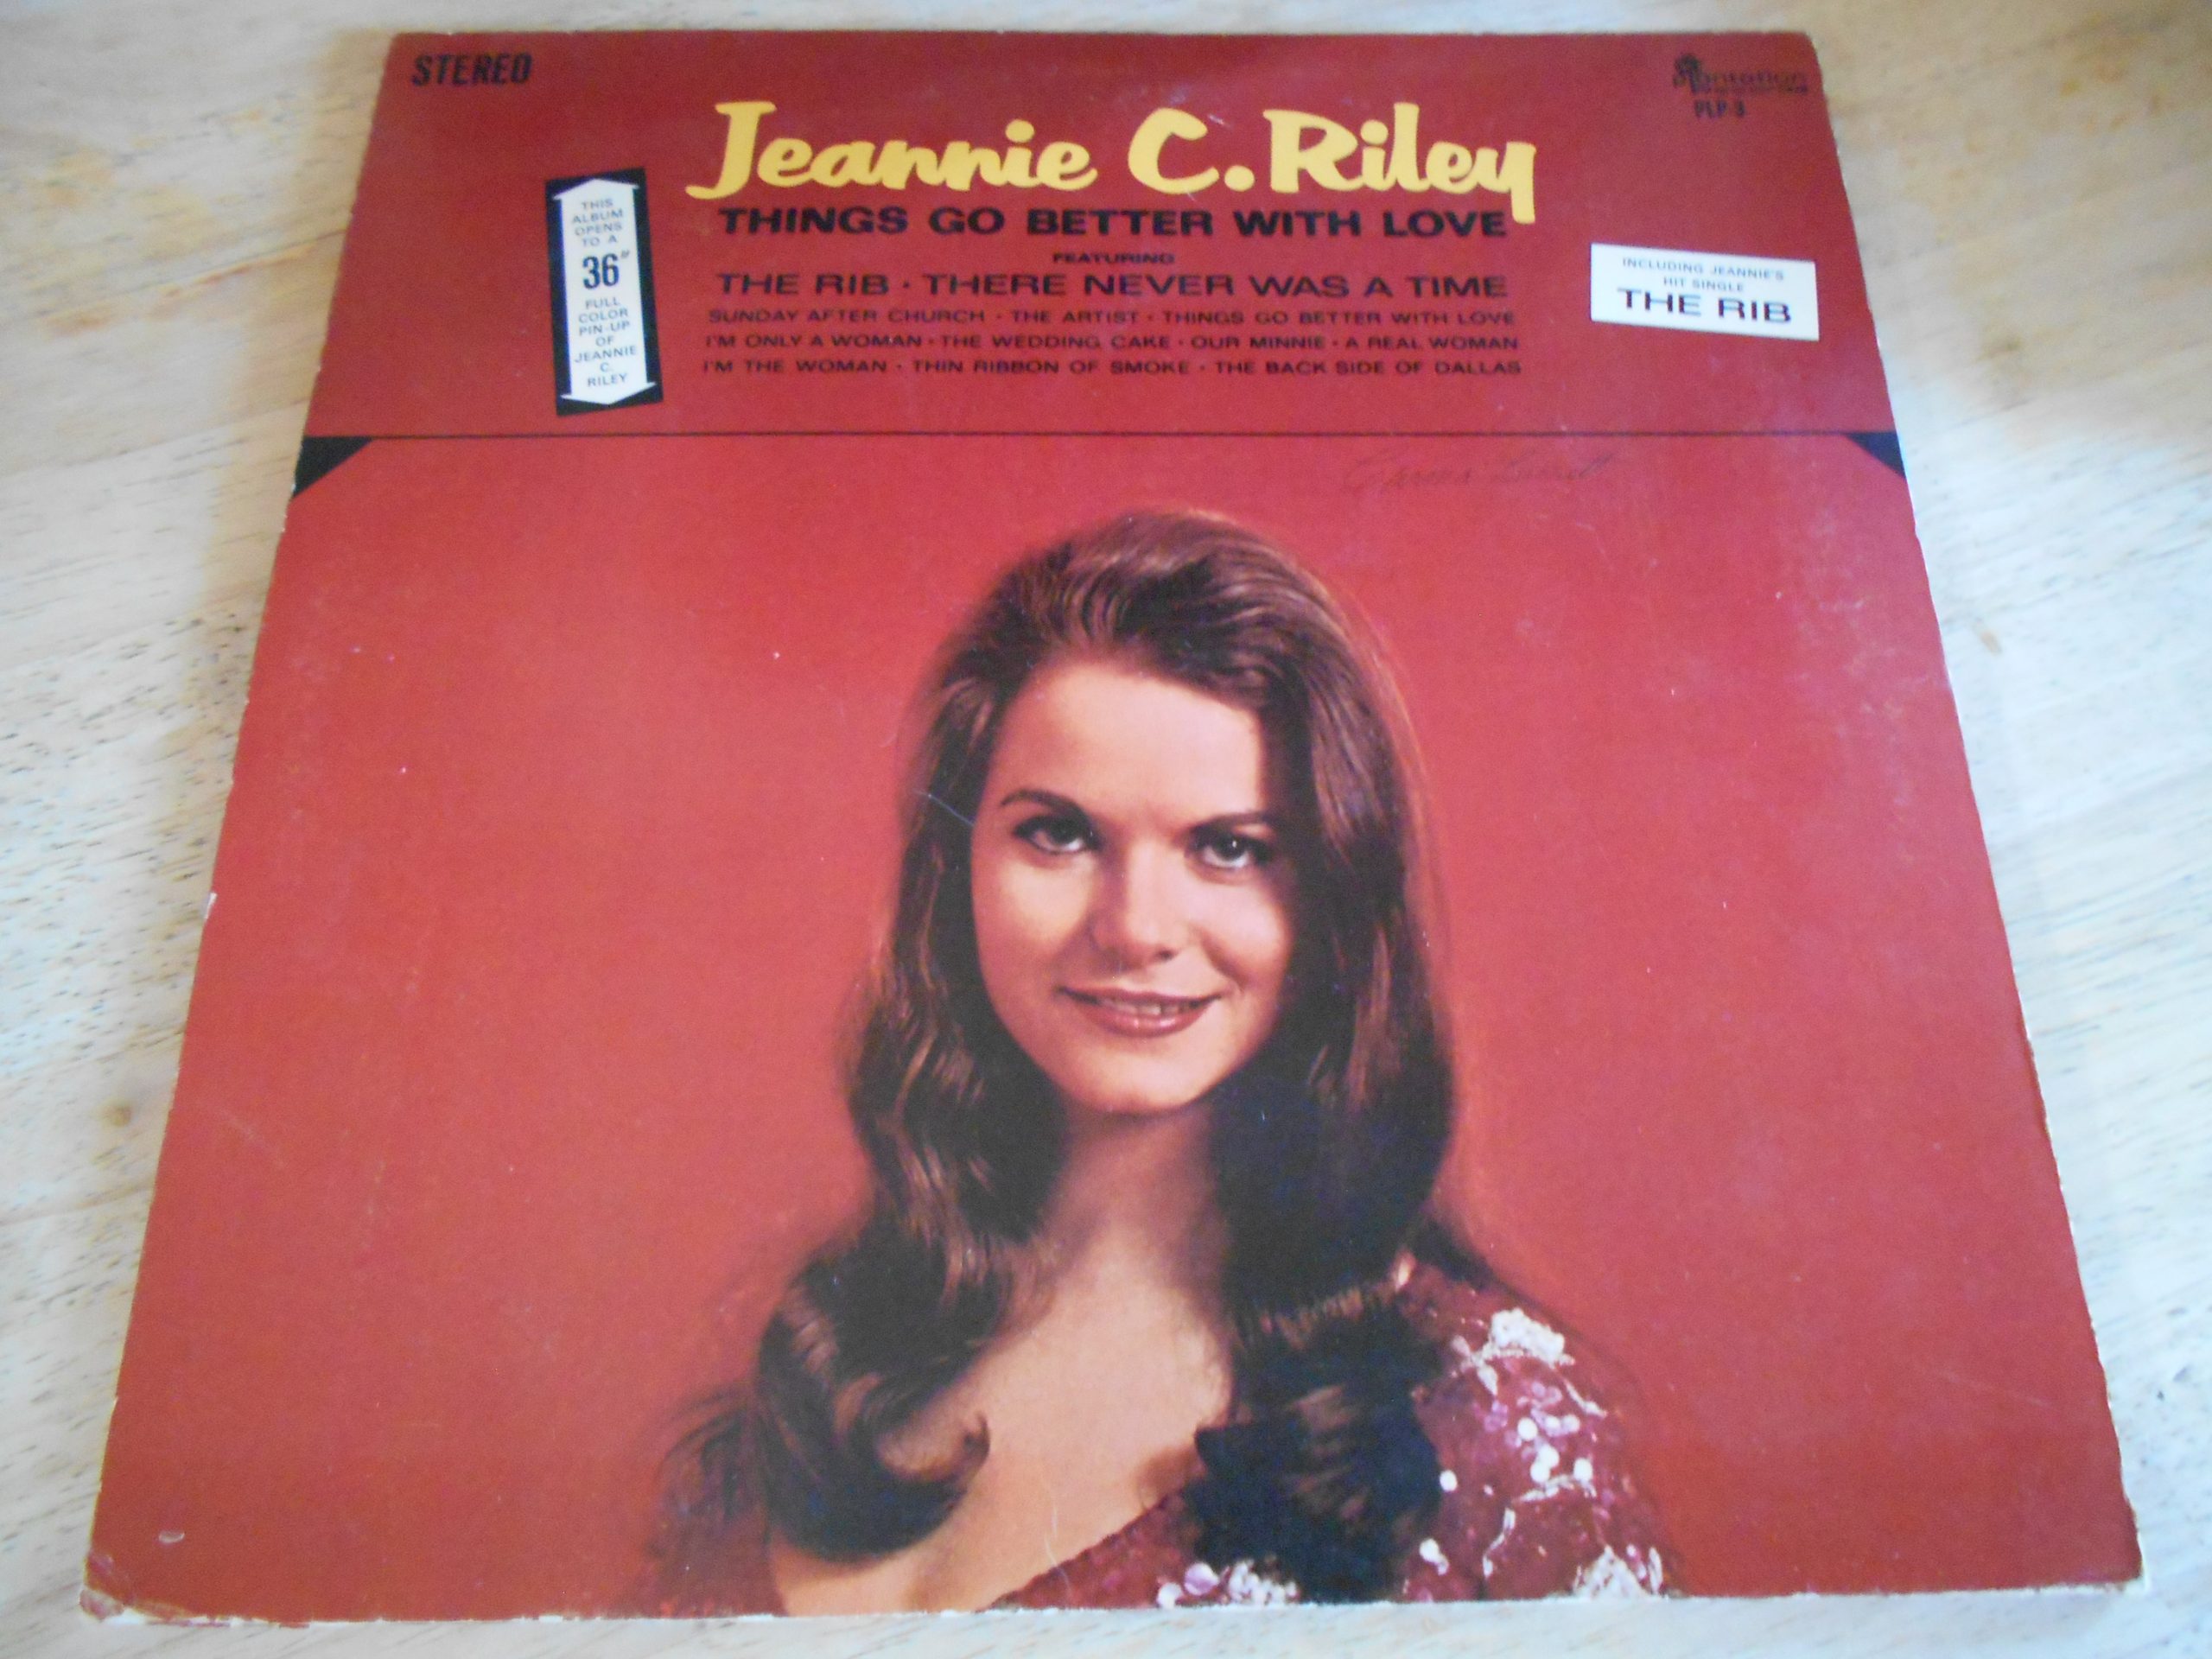 STEREO
Plantation
PLP-3
Jeannie C. Riley
THINGS GO BETTER WITH LOVE
FEATURING
THE RIB · THERE NEVER WAS A TIME
SUNDAY AFTER CHURCH · THE ARTIST · THINGS GO BETTER WITH LOVE
I'M ONLY A WOMAN · THE WEDDING CAKE · OUR MINNIE · A REAL WOMAN
I'M THE WOMAN · THIN RIBBON OF SMOKE · THE BACK SIDE OF DALLAS
THIS
ALBUM
OPENS
TO A
36"
FULL
COLOR
PIN-UP
OF
JEANNIE
C.
RILEY
INCLUDING JEANNIE'S
HIT SINGLE
THE RIB